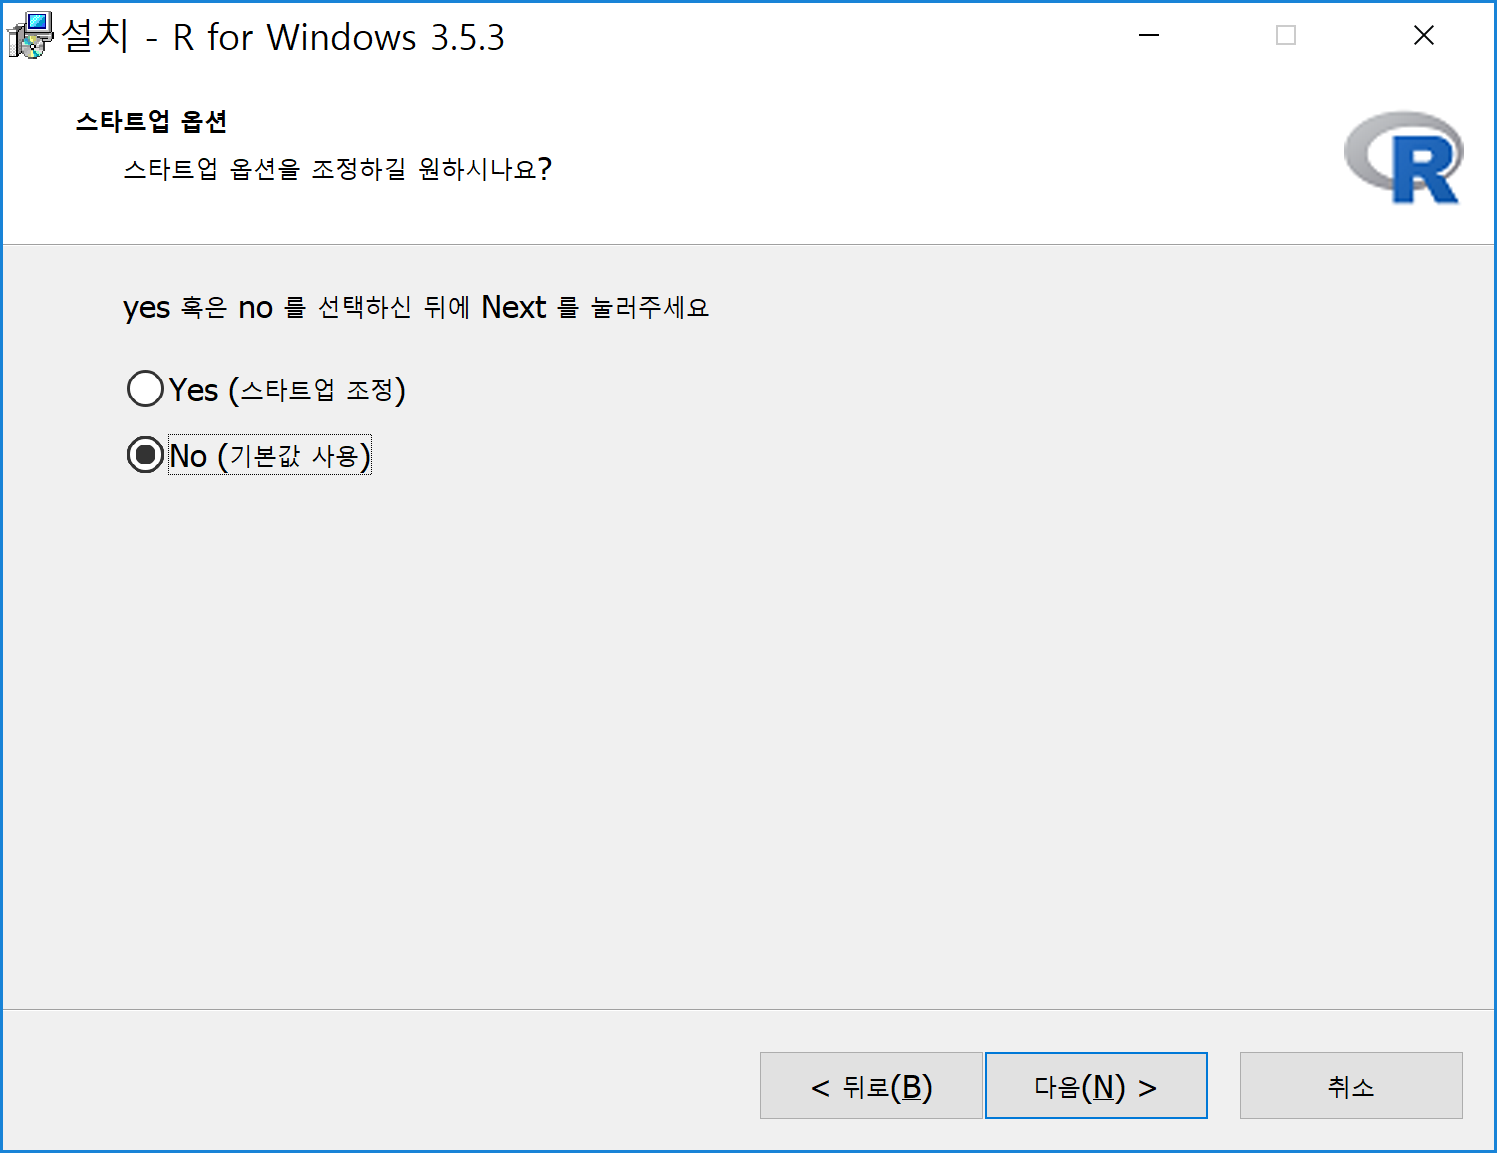 설치 - R for Windows 3.5.3
스타트업 옵션
스타트업 옵션을 조정하길 원하시나요?
R
yes 혹은 no 를 선택하신 뒤에 Next 를 눌러주세요
Yes (스타트업 조정)
No (기본값 사용)
< 뒤로(B)
다음(N) >
취소